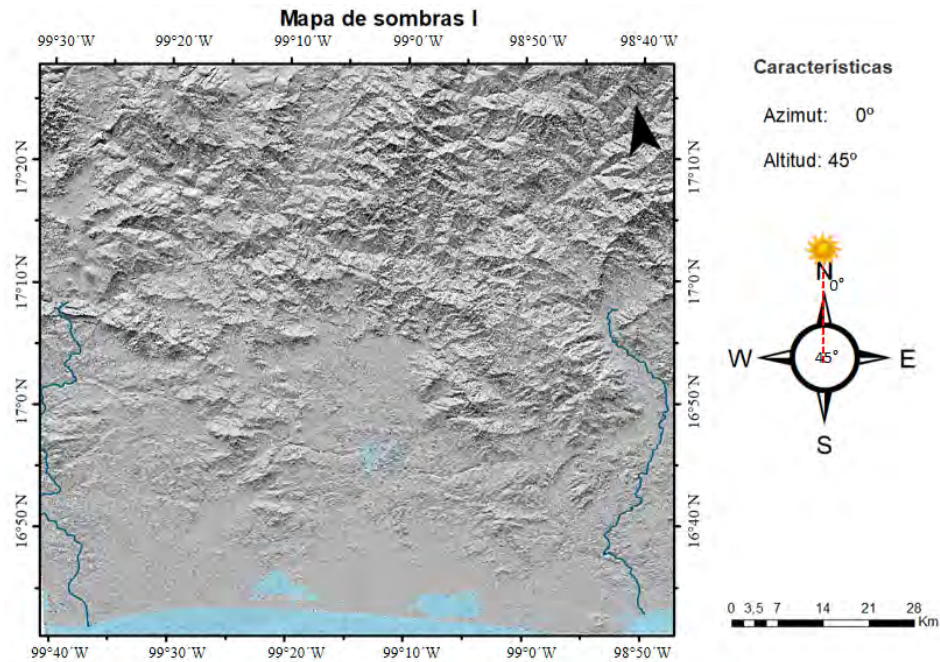 Mapa de sombras I
99°30´W 99°20´W 99°10´W 99°0´W 98°50´W 98°40´W
17°20´N
17°10´N
17°0´N
16°50´N
17°10´N
17°0´N
16°50´N
16°40´N
99°40´W 99°30´W 99°20´W 99°10´W 99°0´W 98°50´W
Características
Azimut: 0°
Altitud: 45°
N
0°
W 45° E
S
0 3,5 7 14 21 28
Km